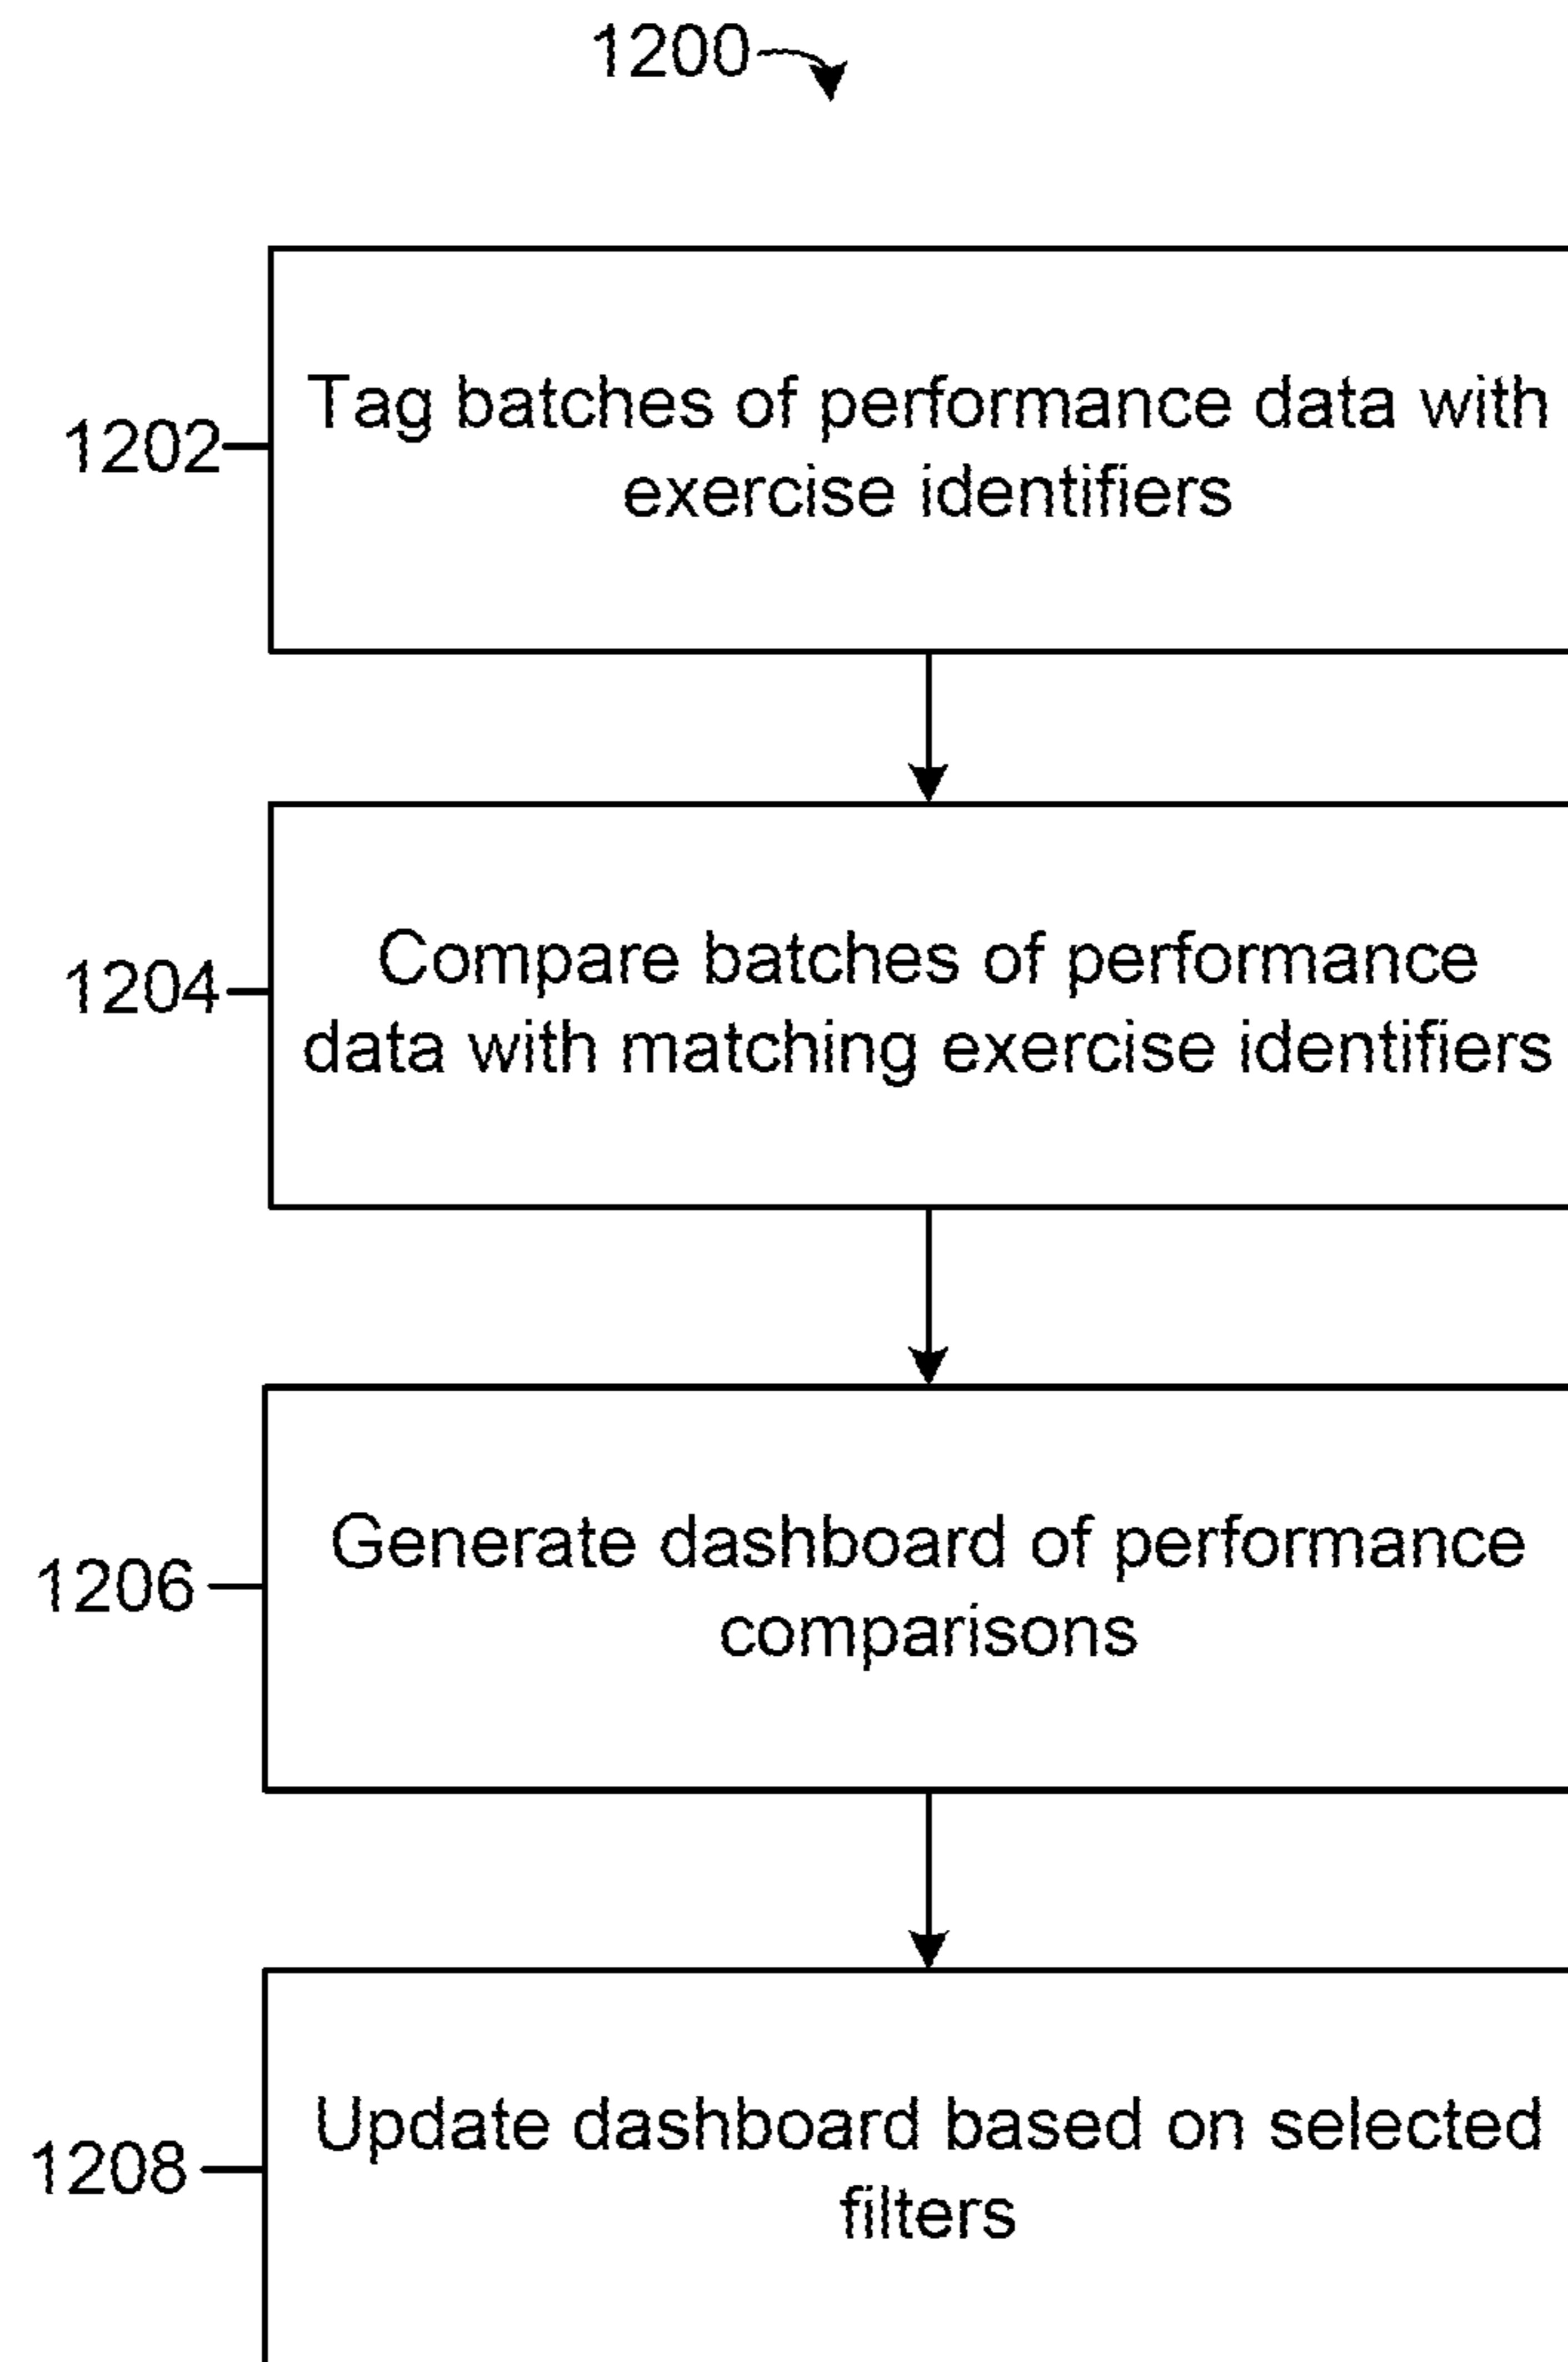 1200
1202
Tag batches of performance data with
exercise identifiers
1204
Compare batches of performance
data with matching exercise identifiers
1206
Generate dashboard of performance
comparisons
1208
Update dashboard based on selected
filters